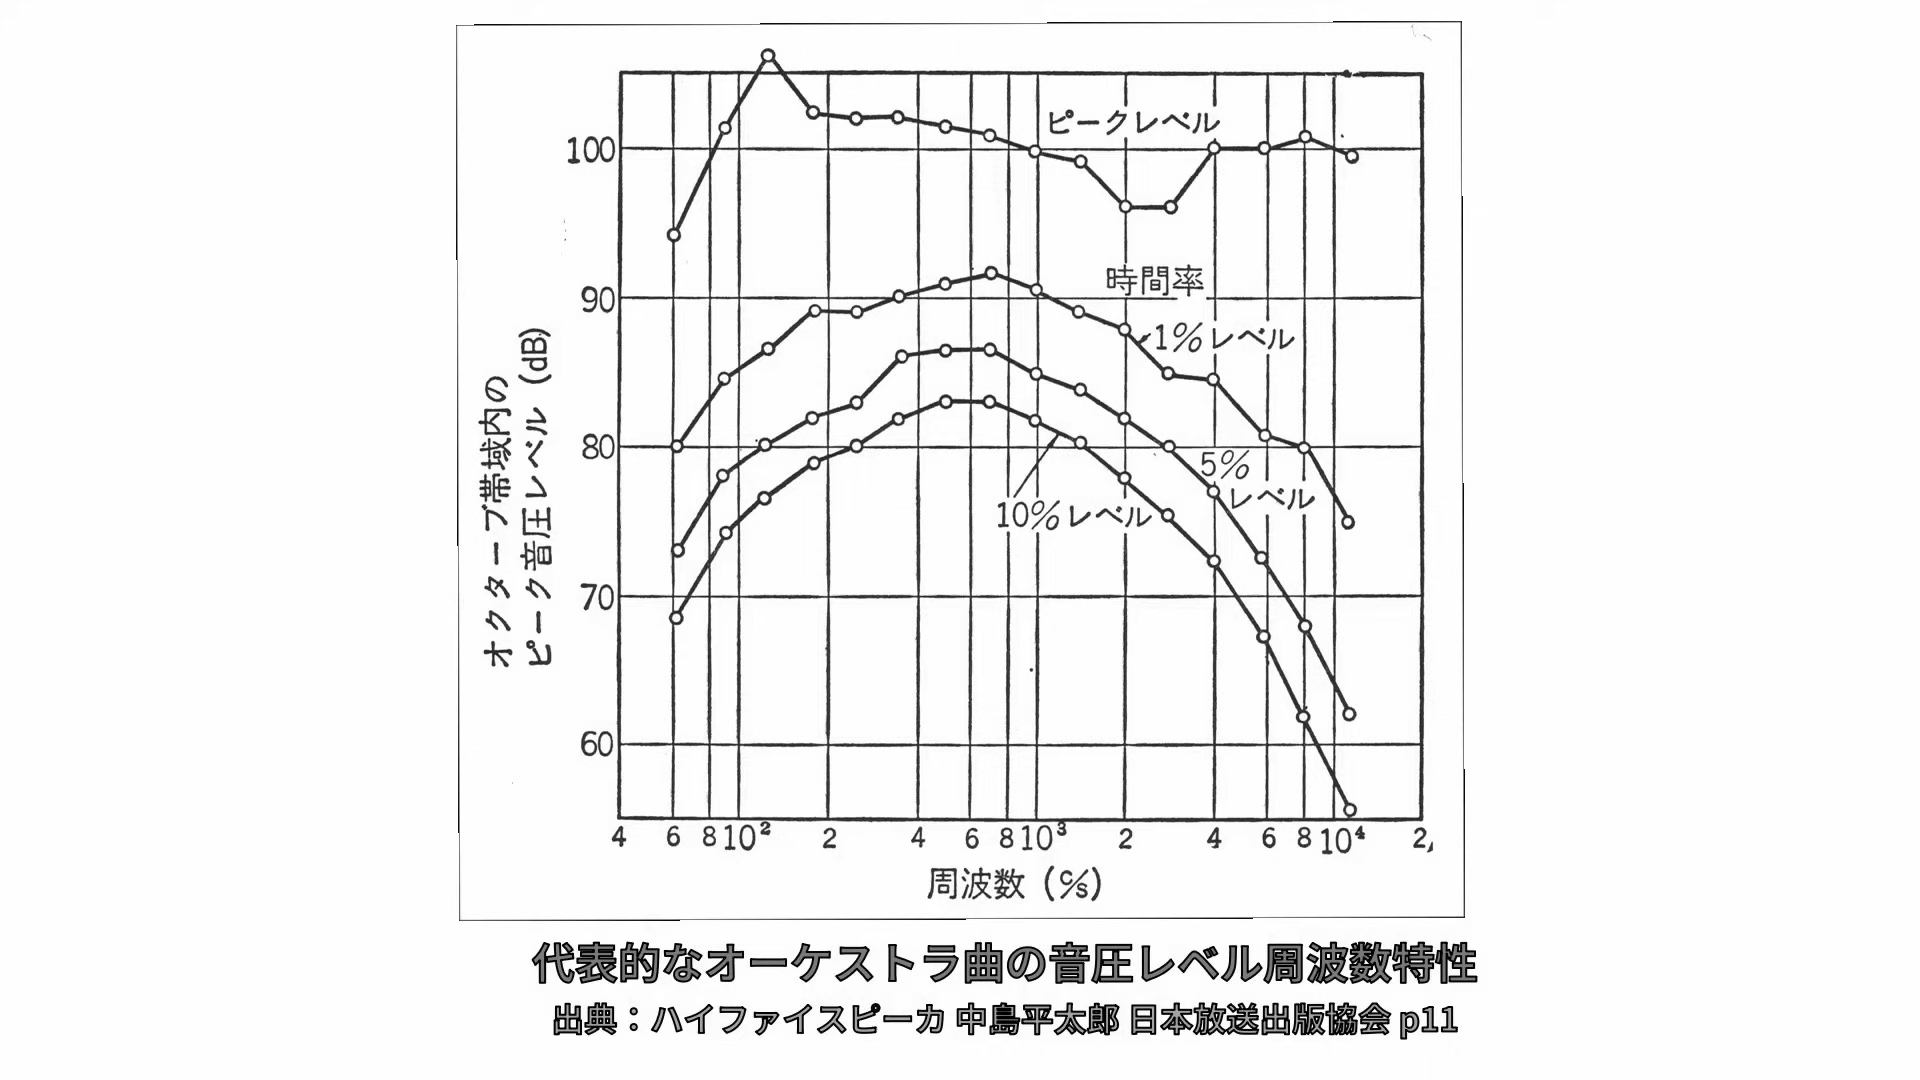 ピークレベル
100
90
80
70
60
時間率
1%レベル
5%
レベル
10%レベル
オクターブ帯域内の
ピーク音圧レベル (dB)
4 6 8 10² 2 4 6 8 10³ 2 4 6 8 10⁴ 2
周波数 (c/s)
代表的なオーケストラ曲の音圧レベル周波数特性
出典：ハイファイスピーカ 中島平太郎 日本放送出版協会 p11